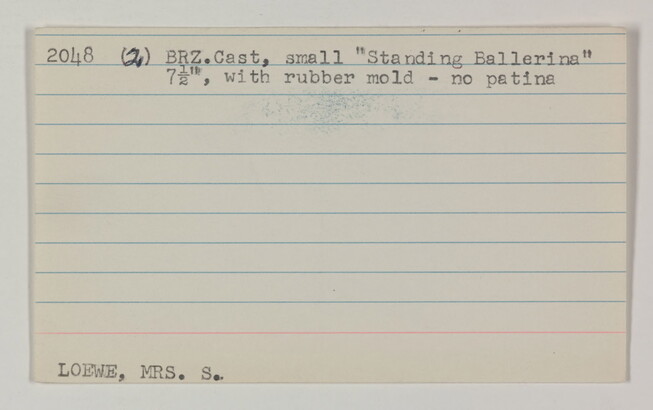 2048 (2) BRZ.Cast, small "Standing Ballerina"
7½", with rubber mold - no patina
LOEWE, MRS. S.